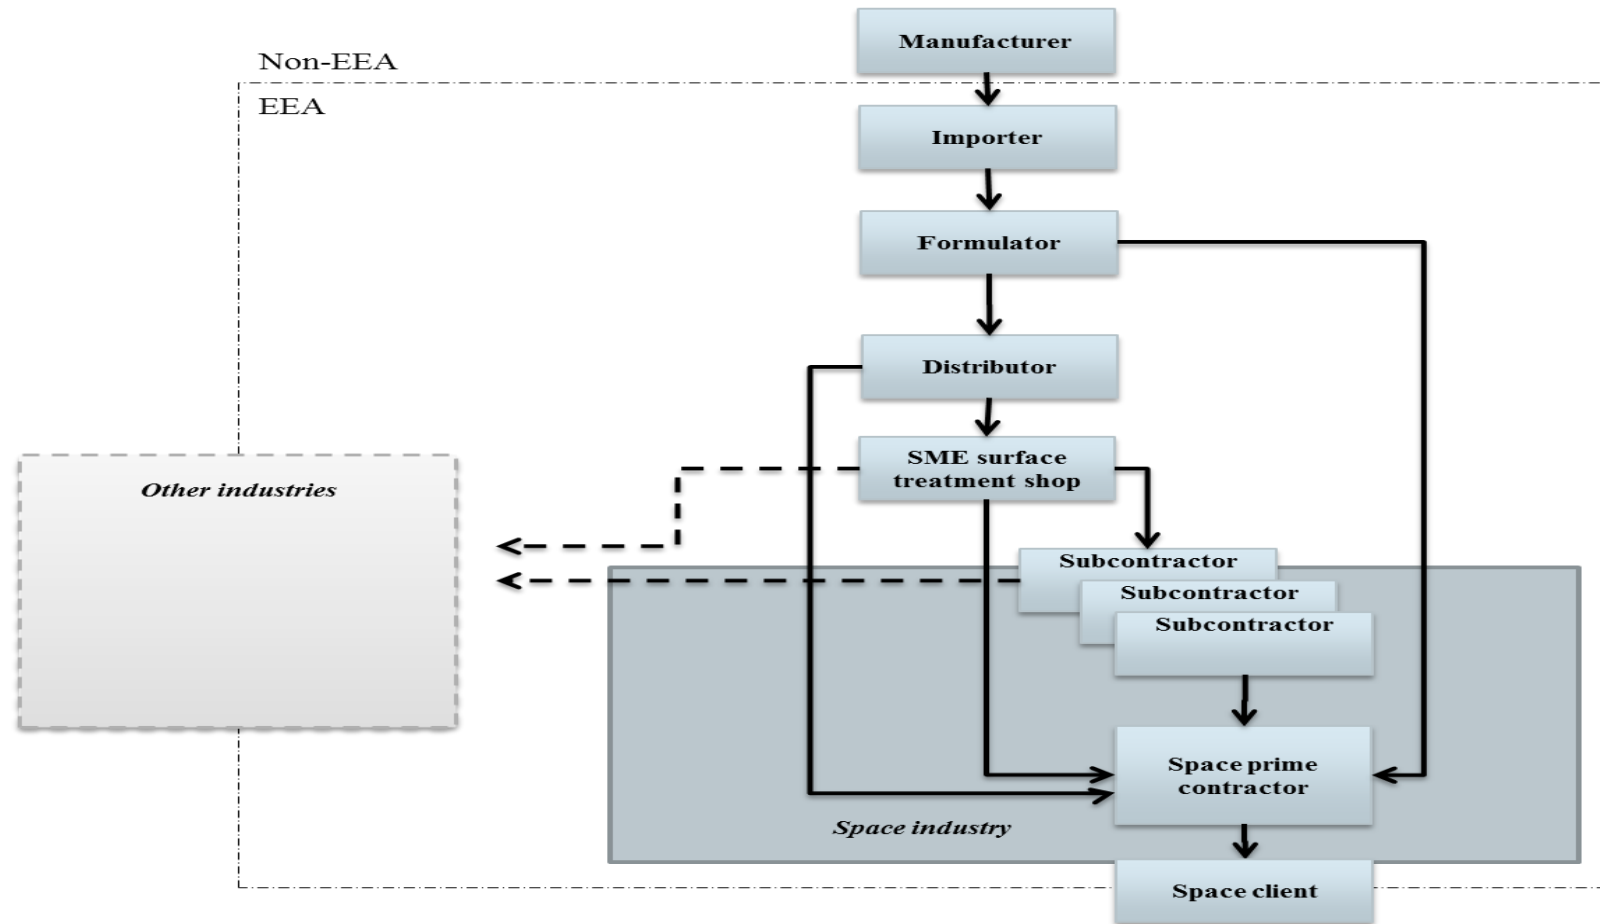 Manufacturer
Non-EEA
EEA
Importer
Formulator
Distributor
SME surface
treatment shop
Other industries
Subcontractor
Subcontractor
Subcontractor
Space prime
contractor
Space industry
Space client